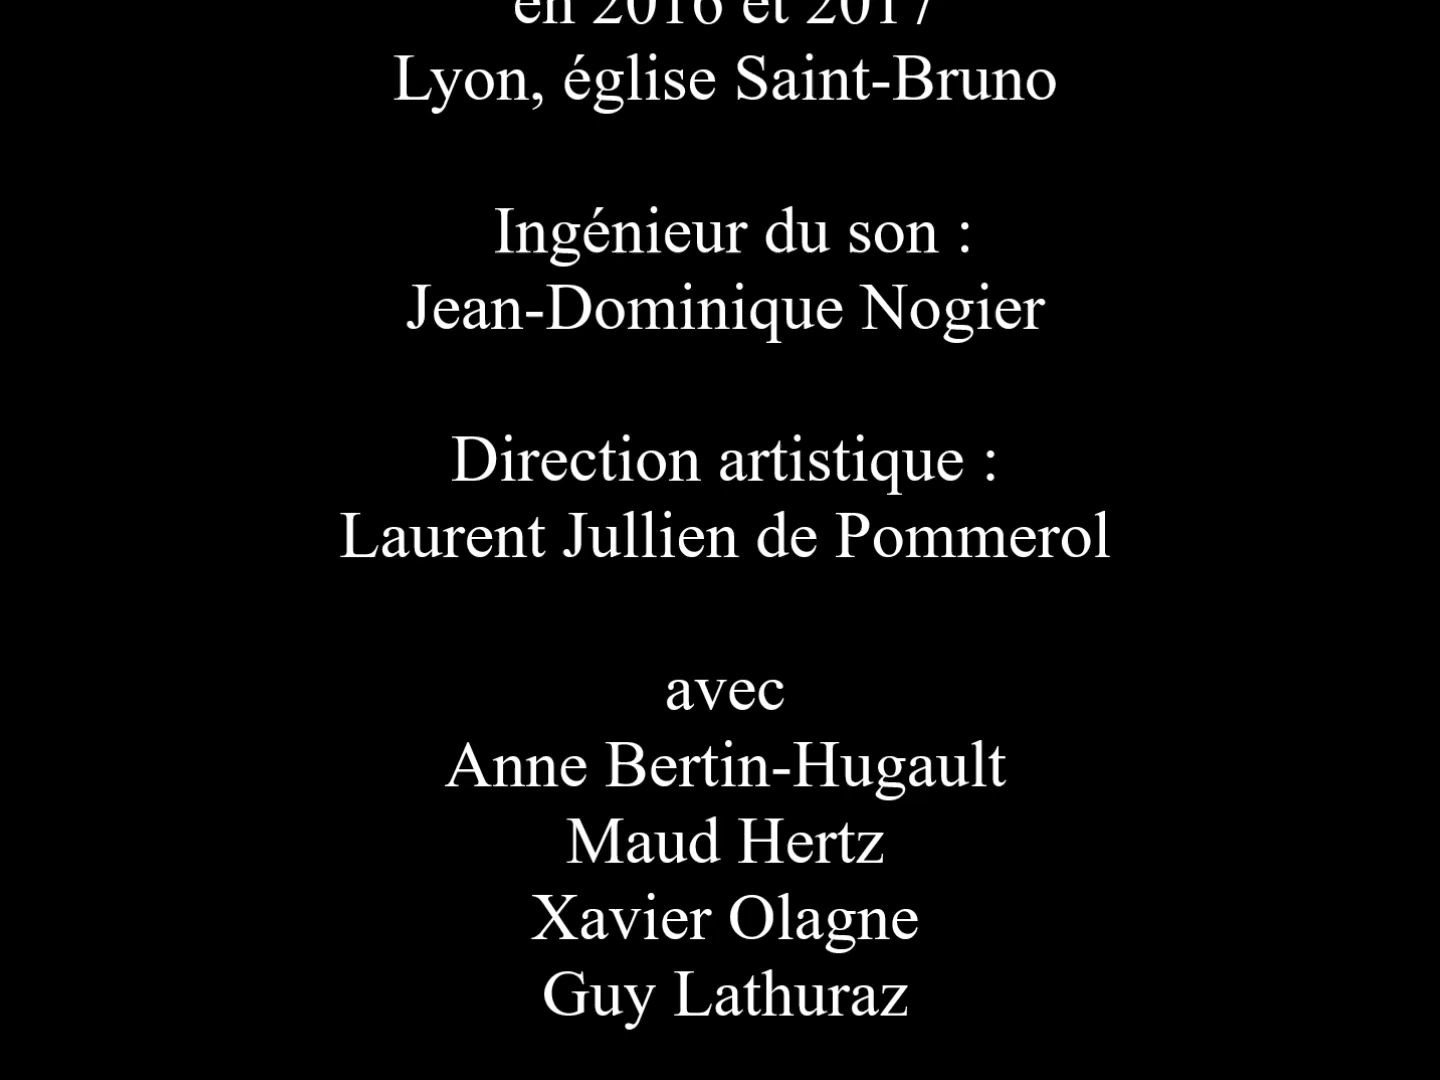 en 2016 et 2017
Lyon, église Saint-Bruno
Ingénieur du son :
Jean-Dominique Nogier
Direction artistique :
Laurent Jullien de Pommerol
avec
Anne Bertin-Hugault
Maud Hertz
Xavier Olagne
Guy Lathuraz